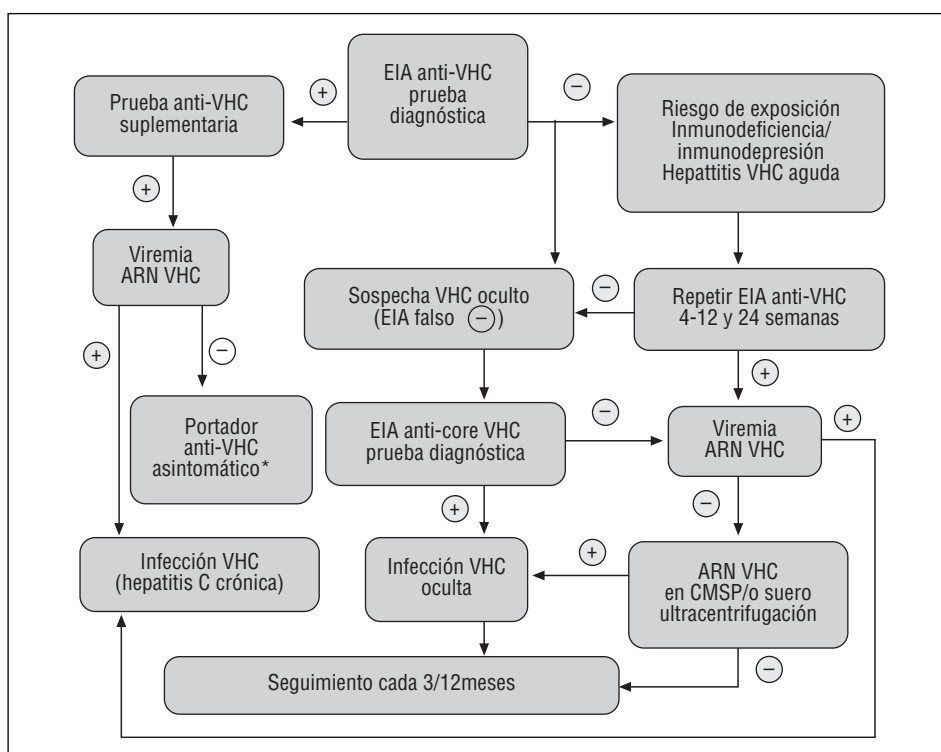 EIA anti-VHC
prueba
diagnóstica
+
−
Prueba anti-VHC
suplementaria
Riesgo de exposición
Inmunodeficiencia/
inmunodepresión
Hepattitis VHC aguda
+
Viremia
ARN VHC
Sospecha VHC oculto
(EIA falso −)
−
Repetir EIA anti-VHC
4-12 y 24 semanas
+
−
+
Portador
anti-VHC
asintomático*
EIA anti-core VHC
prueba diagnóstica
−
Viremia
ARN VHC
+
+
−
Infección VHC
(hepatitis C crónica)
Infección VHC
oculta
+
ARN VHC
en CMSP/o suero
ultracentrifugación
−
Seguimiento cada 3/12meses